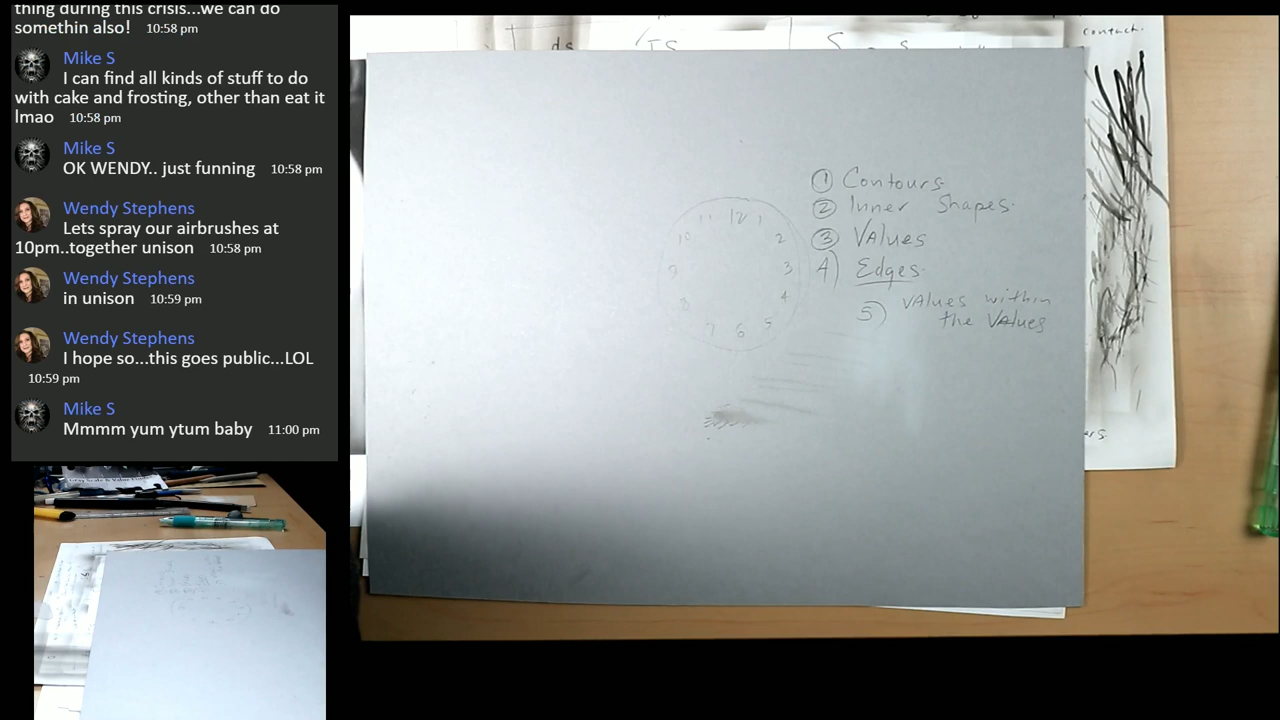 thing during this crisis...we can do
somethin also! 10:58 pm
Mike S
I can find all kinds of stuff to do
with cake and frosting, other than eat it
lmao 10:58 pm
Mike S
OK WENDY.. just funning 10:58 pm
Wendy Stephens
Lets spray our airbrushes at
10pm..together unison 10:58 pm
Wendy Stephens
in unison 10:59 pm
Wendy Stephens
I hope so...this goes public...LOL
10:59 pm
Mike S
Mmmm yum ytum baby 11:00 pm
contact.
① Contours.
② Inner Shapes.
③ VAlues
4) Edges.
5) VAlues within
the VAlues
11 12 1
10 2
9 3
8 4
7 6 5
Gray Scale & Value